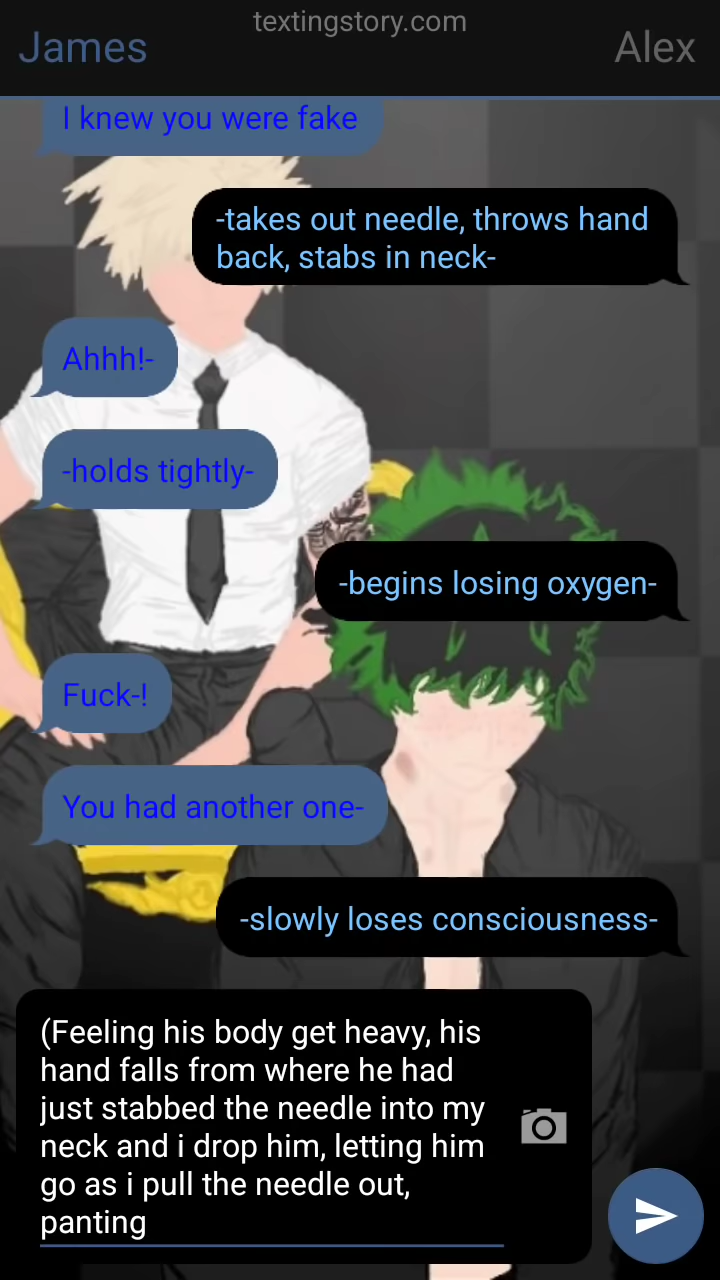 textingstory.com
James
Alex
I knew you were fake
-takes out needle, throws hand
back, stabs in neck-
Ahhh!-
-holds tightly-
-begins losing oxygen-
Fuck-!
You had another one-
-slowly loses consciousness-
(Feeling his body get heavy, his
hand falls from where he had
just stabbed the needle into my
neck and i drop him, letting him
go as i pull the needle out,
panting